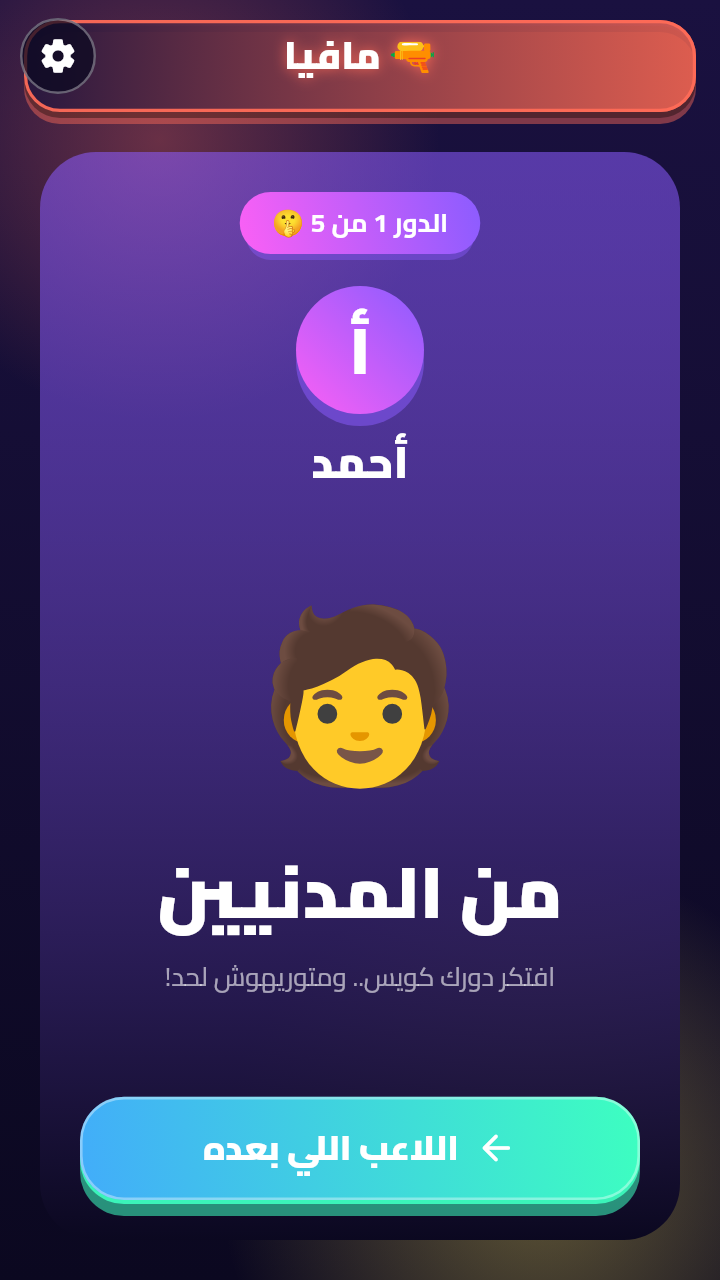 🔫 مافيا
الدور 1 من 5 🤫
أ
أحمد
من المدنيين
افتكر دورك كويس.. ومتوريهوش لحد!
اللاعب اللي بعده